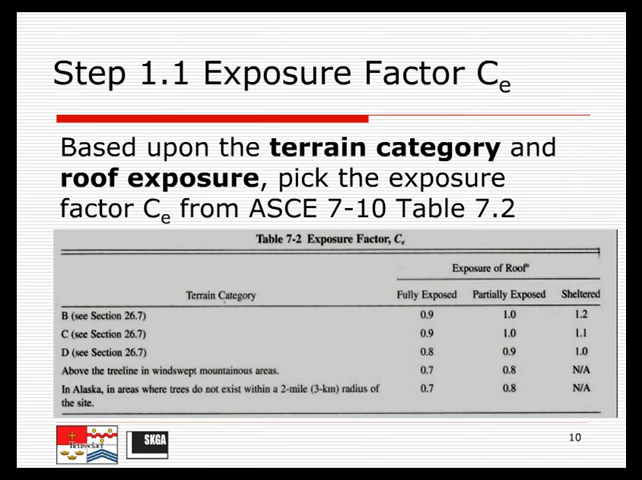 Step 1.1 Exposure Factor Ce
Based upon the terrain category and
roof exposure, pick the exposure
factor Ce from ASCE 7-10 Table 7.2
Table 7-2 Exposure Factor, Ce
Exposure of Roofa
Terrain Category Fully Exposed Partially Exposed Sheltered
B (see Section 26.7) 0.9 1.0 1.2
C (see Section 26.7) 0.9 1.0 1.1
D (see Section 26.7) 0.8 0.9 1.0
Above the treeline in windswept mountainous areas. 0.7 0.8 N/A
In Alaska, in areas where trees do not exist within a 2-mile (3-km) radius of 0.7 0.8 N/A
the site.
Rensselaer
SKGA
10